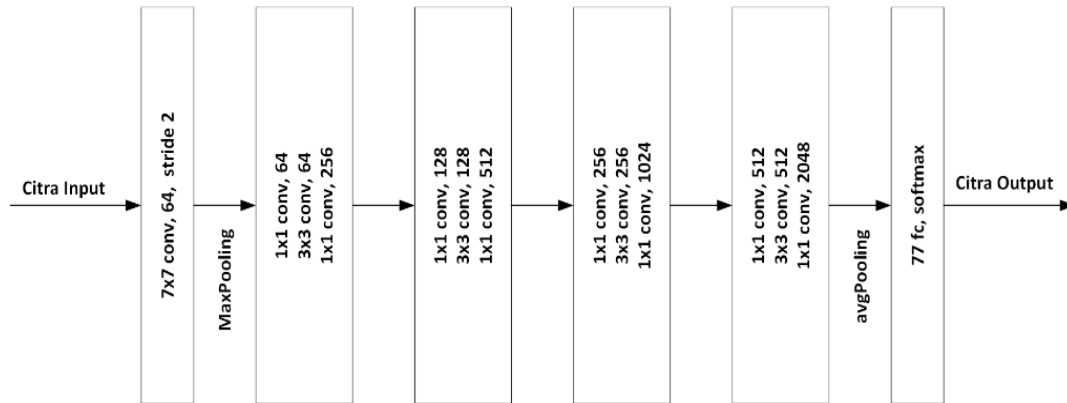 Citra Input
7x7 conv, 64, stride 2
MaxPooling
1x1 conv, 64
3x3 conv, 64
1x1 conv, 256
1x1 conv, 128
3x3 conv, 128
1x1 conv, 512
1x1 conv, 256
3x3 conv, 256
1x1 conv, 1024
1x1 conv, 512
3x3 conv, 512
1x1 conv, 2048
avgPooling
77 fc, softmax
Citra Output